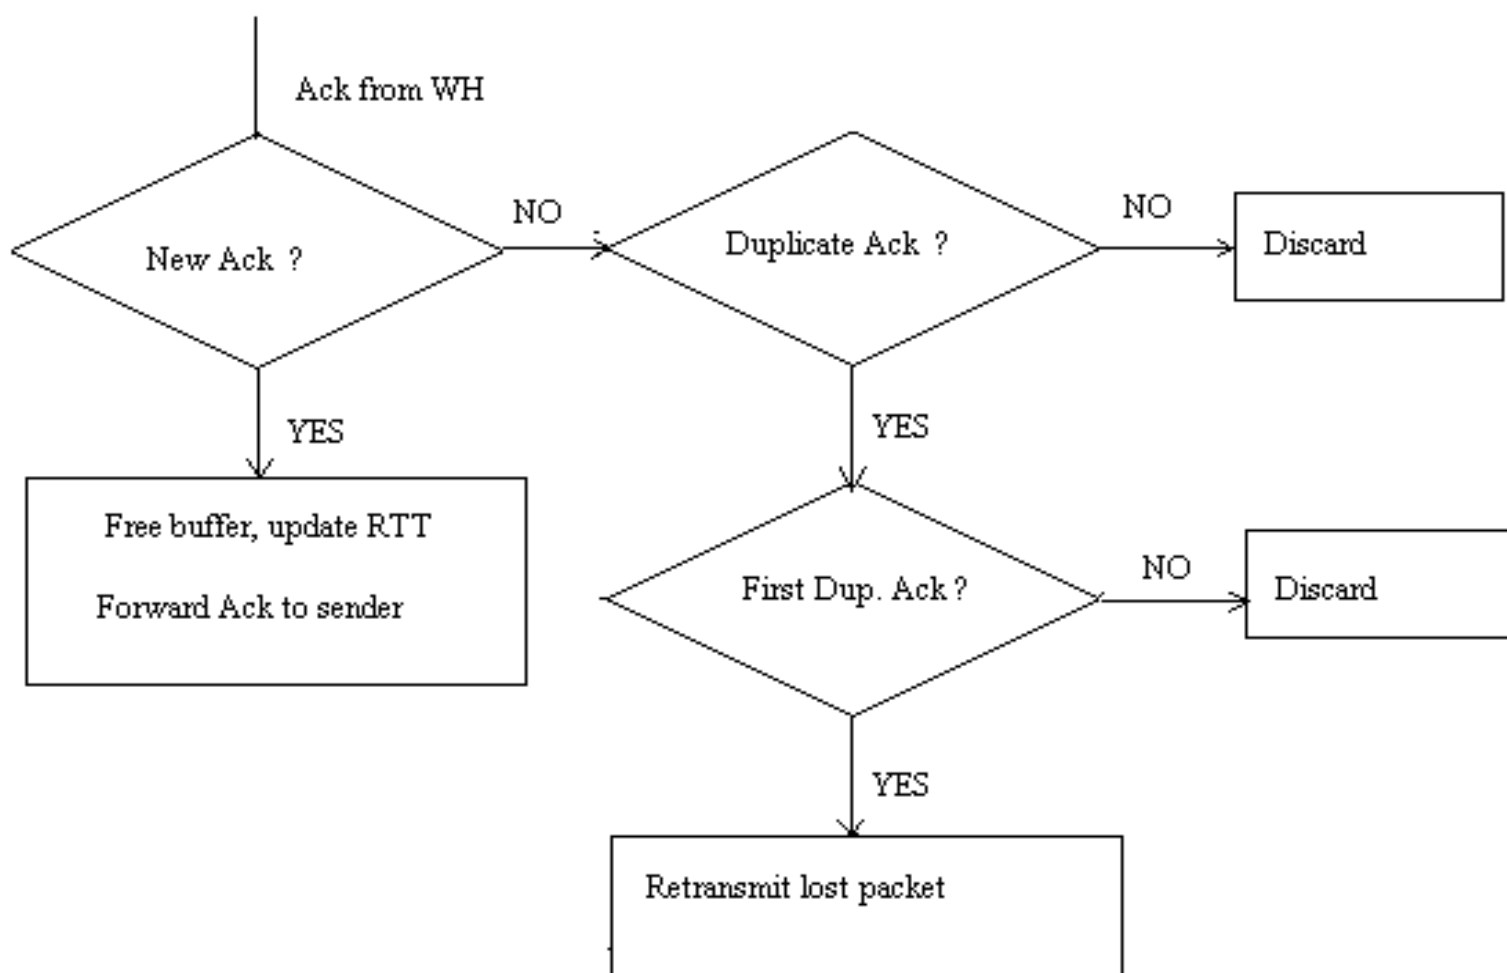 Ack from WH
New Ack ?
NO
Duplicate Ack ?
NO
Discard
YES
Free buffer, update RTT
Forward Ack to sender
YES
First Dup. Ack ?
NO
Discard
YES
Retransmit lost packet